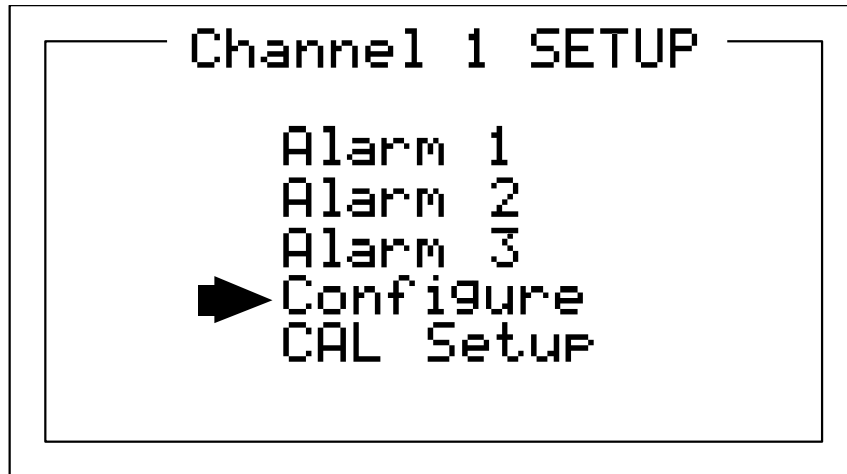 Channel 1 SETUP
Alarm 1
Alarm 2
Alarm 3
Configure
CAL Setup